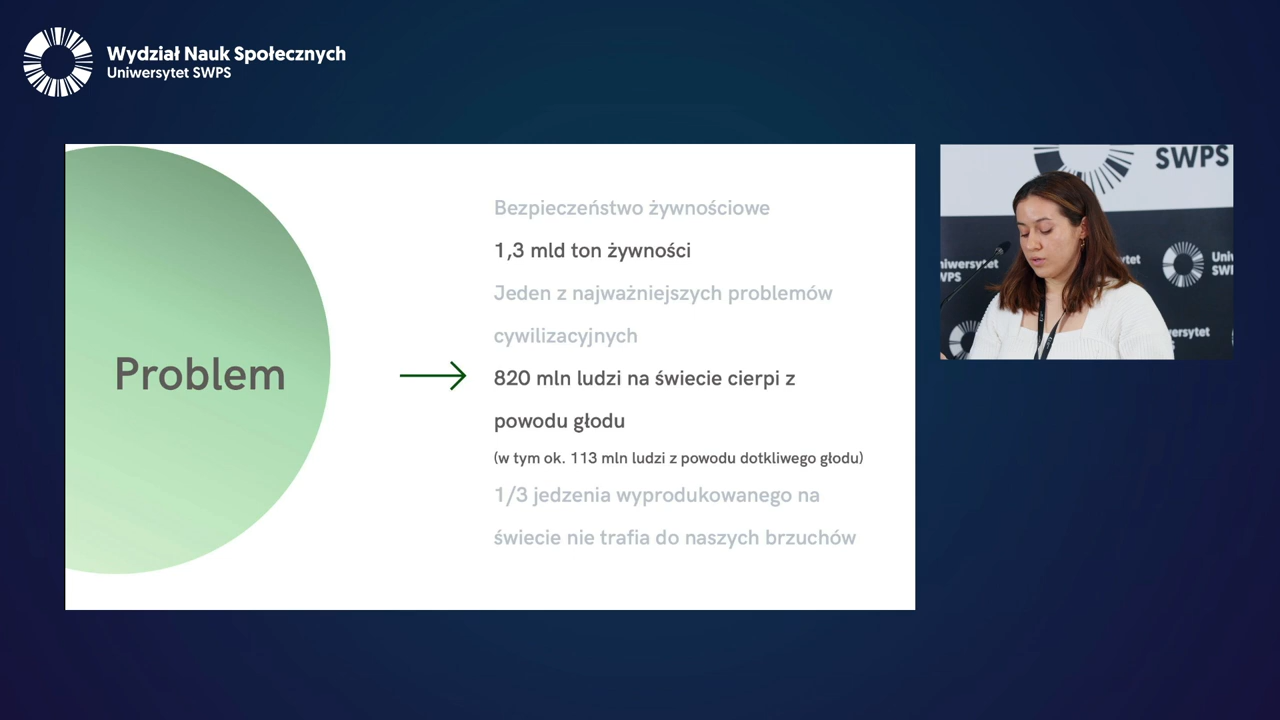 Wydział Nauk Społecznych
Uniwersytet SWPS
Problem
Bezpieczeństwo żywnościowe
1,3 mld ton żywności
Jeden z najważniejszych problemów
cywilizacyjnych
820 mln ludzi na świecie cierpi z
powodu głodu
(w tym ok. 113 mln ludzi z powodu dotkliwego głodu)
1/3 jedzenia wyprodukowanego na
świecie nie trafia do naszych brzuchów
SWPS